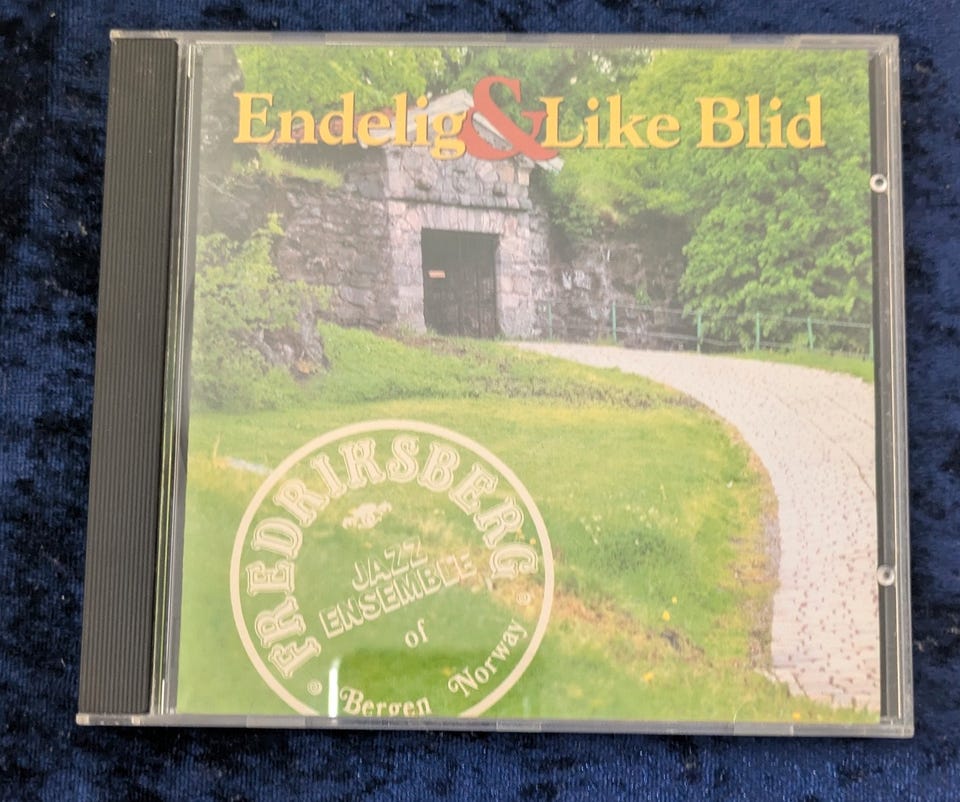 Endelig & Like Blid
FREDRIKSBERG
JAZZ
ENSEMBLE
of
Bergen Norway